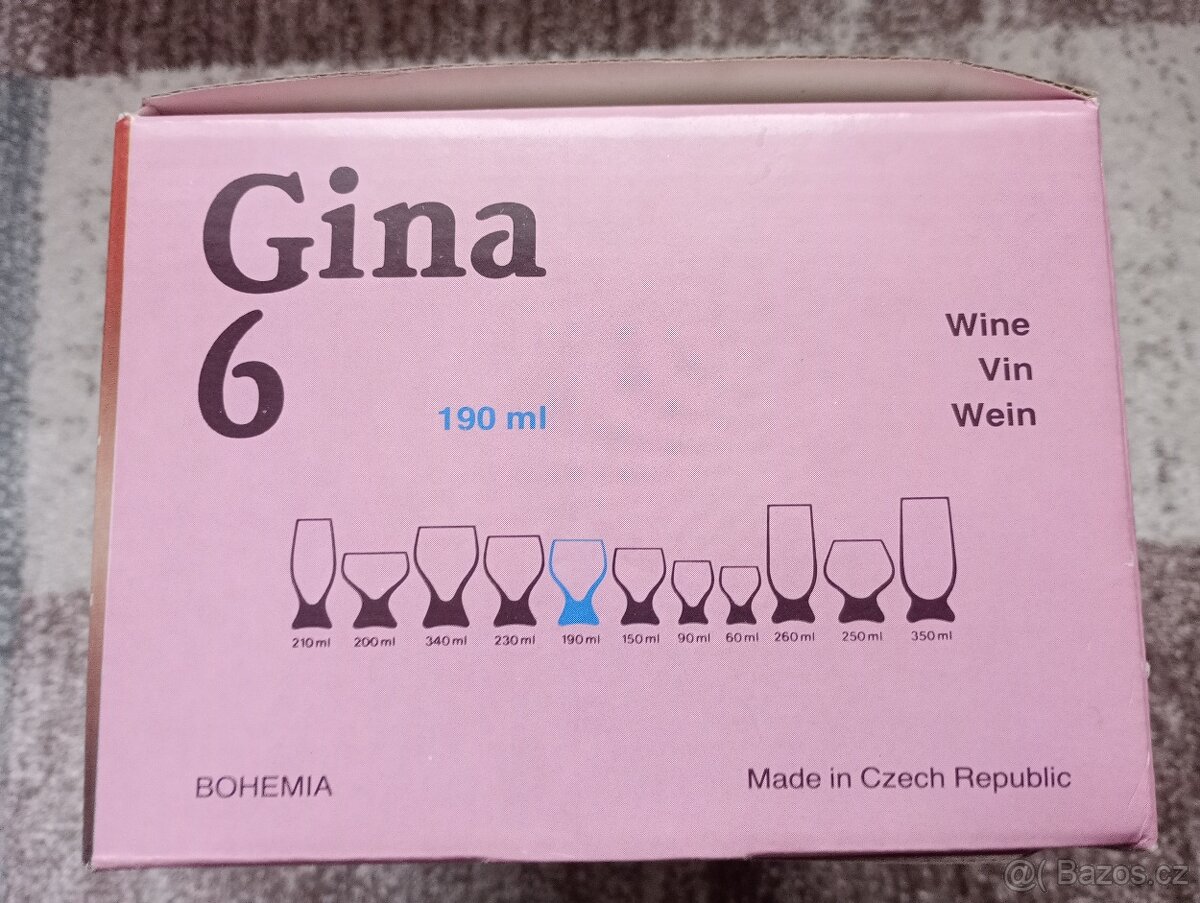 Gina
6
190 ml
Wine
Vin
Wein
210 ml 200 ml 340 ml 230 ml 190 ml 150 ml 90 ml 60 ml 260 ml 250 ml 350 ml
BOHEMIA
Made in Czech Republic
@( Bazos.cz